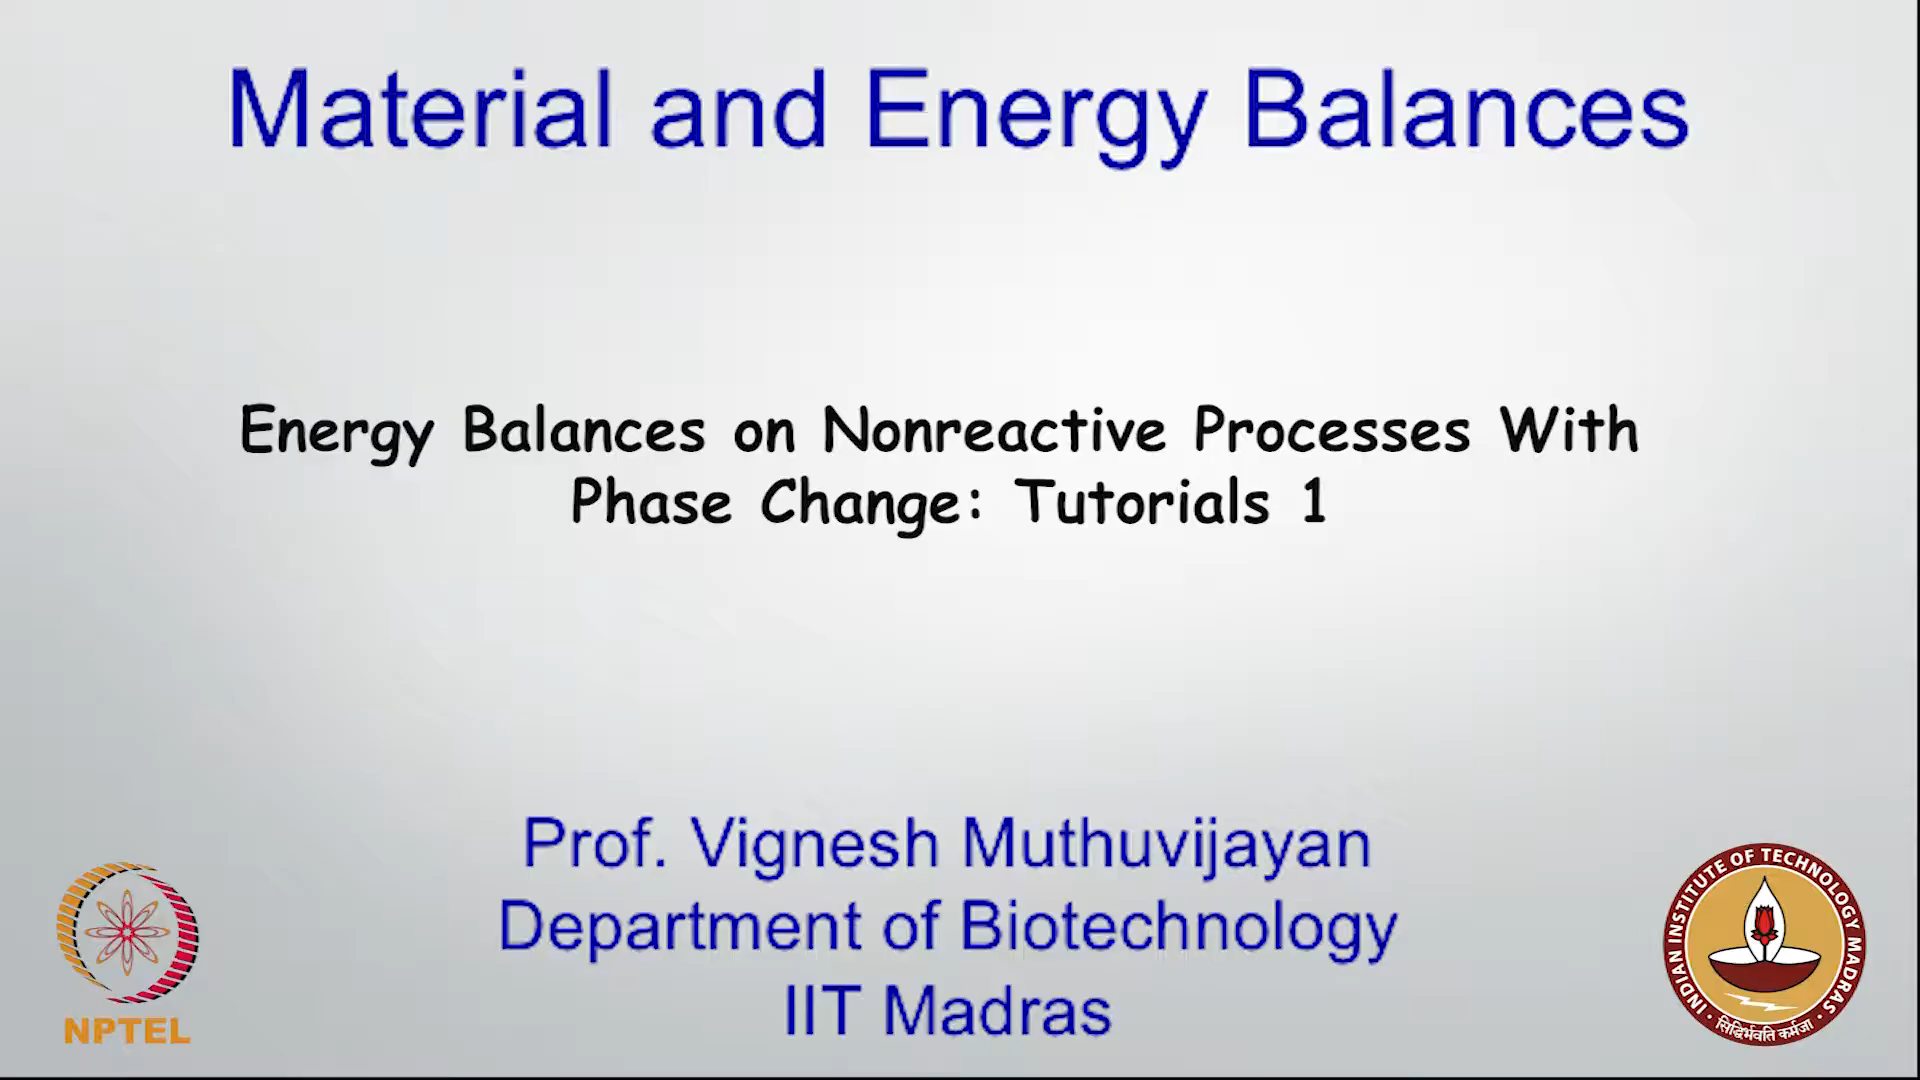 Material and Energy Balances
Energy Balances on Nonreactive Processes With
Phase Change: Tutorials 1
Prof. Vignesh Muthuvijayan
Department of Biotechnology
IIT Madras
NPTEL
INDIAN INSTITUTE OF TECHNOLOGY MADRAS
सिद्धिर्भवति कर्मजा